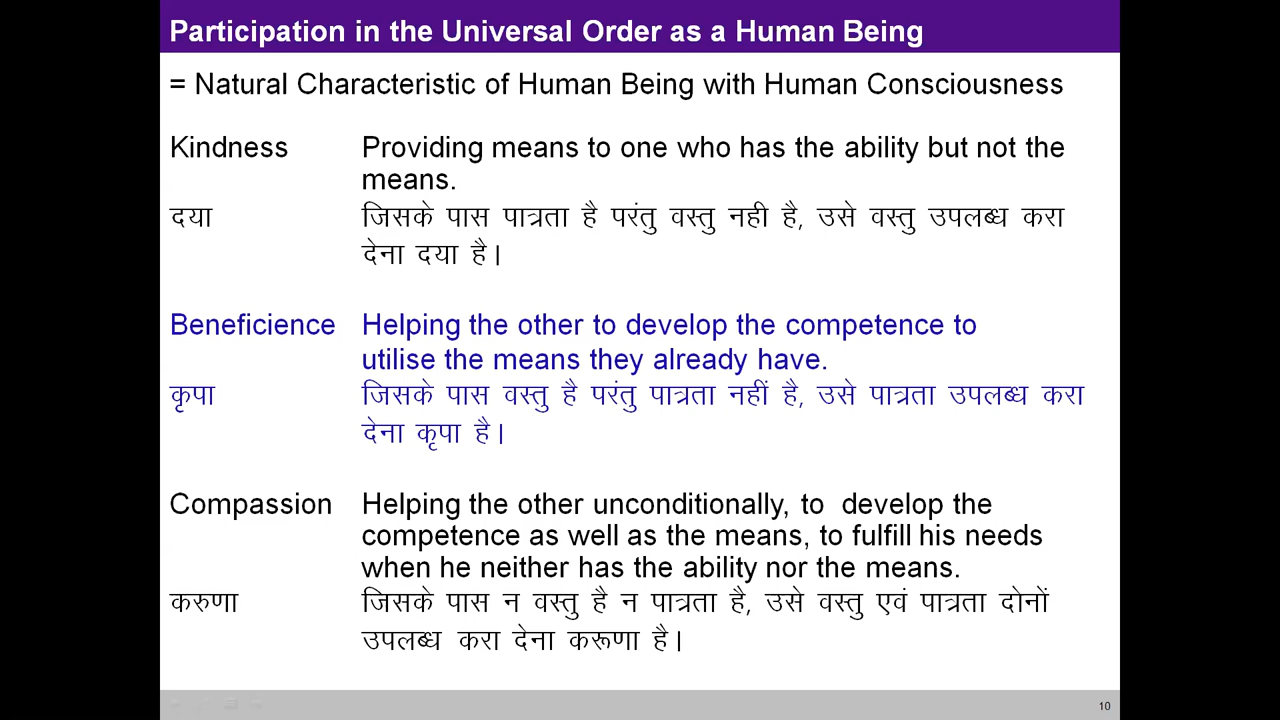 Participation in the Universal Order as a Human Being
= Natural Characteristic of Human Being with Human Consciousness
Kindness Providing means to one who has the ability but not the
means.
दया जिसके पास पात्रता है परंतु वस्तु नही है, उसे वस्तु उपलब्ध करा
देना दया है।
Beneficience Helping the other to develop the competence to
utilise the means they already have.
कृपा जिसके पास वस्तु है परंतु पात्रता नहीं है, उसे पात्रता उपलब्ध करा
देना कृपा है।
Compassion Helping the other unconditionally, to develop the
competence as well as the means, to fulfill his needs
when he neither has the ability nor the means.
करुणा जिसके पास न वस्तु है न पात्रता है, उसे वस्तु एवं पात्रता दोनों
उपलब्ध करा देना करूणा है।
10